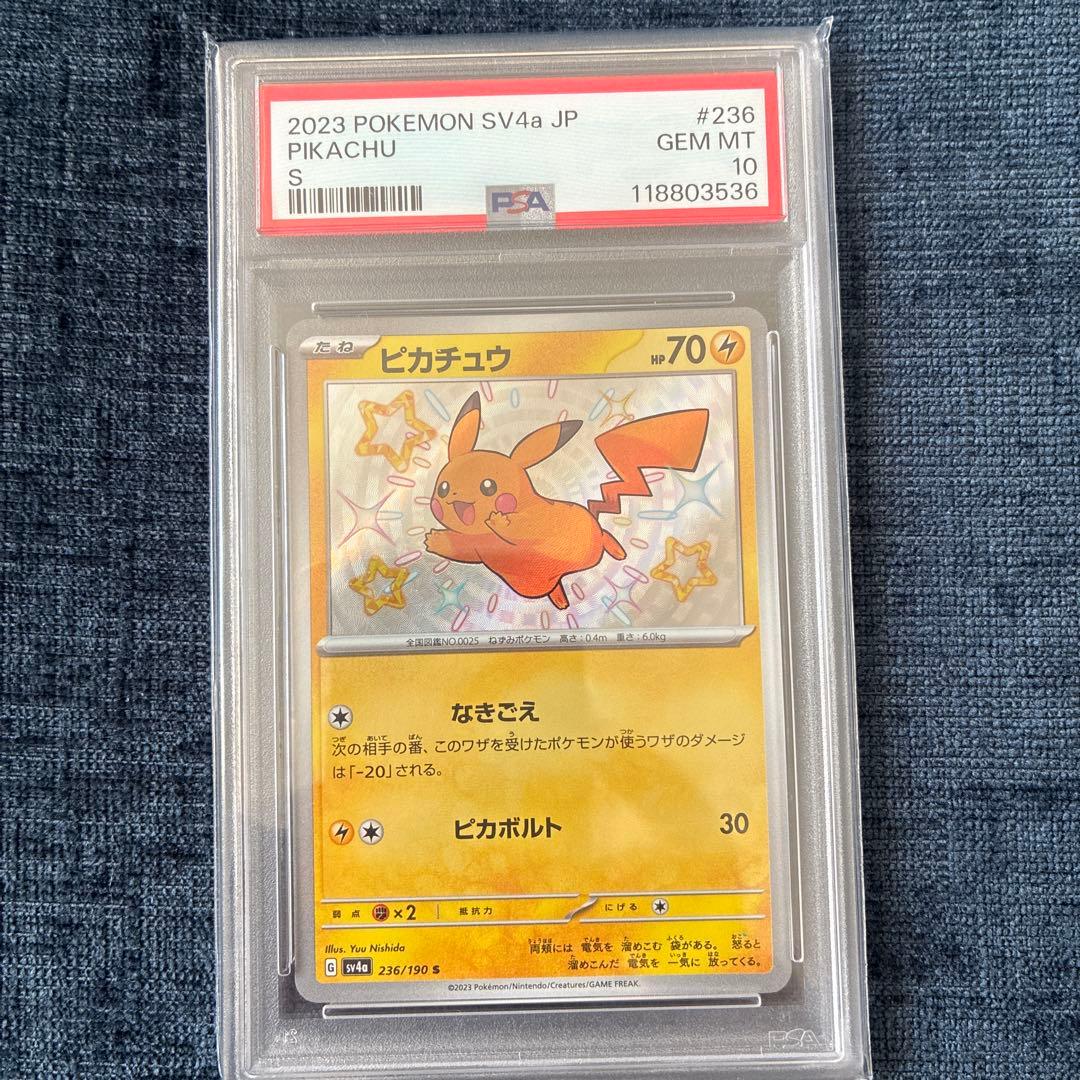 2023 POKEMON SV4a JP #236
PIKACHU GEM MT
S 10
PSA 118803536
たね ピカチュウ HP70
全国図鑑NO.0025 ねずみポケモン 高さ:0.4m 重さ:6.0kg
なきごえ
次の相手の番、このワザを受けたポケモンが使うワザのダメージ
は「-20」される。
ピカボルト 30
弱点 ×2 抵抗力 にげる
Illus. Yuu Nishida
両頬には 電気を 溜めこむ 袋がある。 怒ると
溜めこんだ 電気を 一気に 放ってくる。
G sv4a 236/190 S
©2023 Pokémon/Nintendo/Creatures/GAME FREAK.
PSA